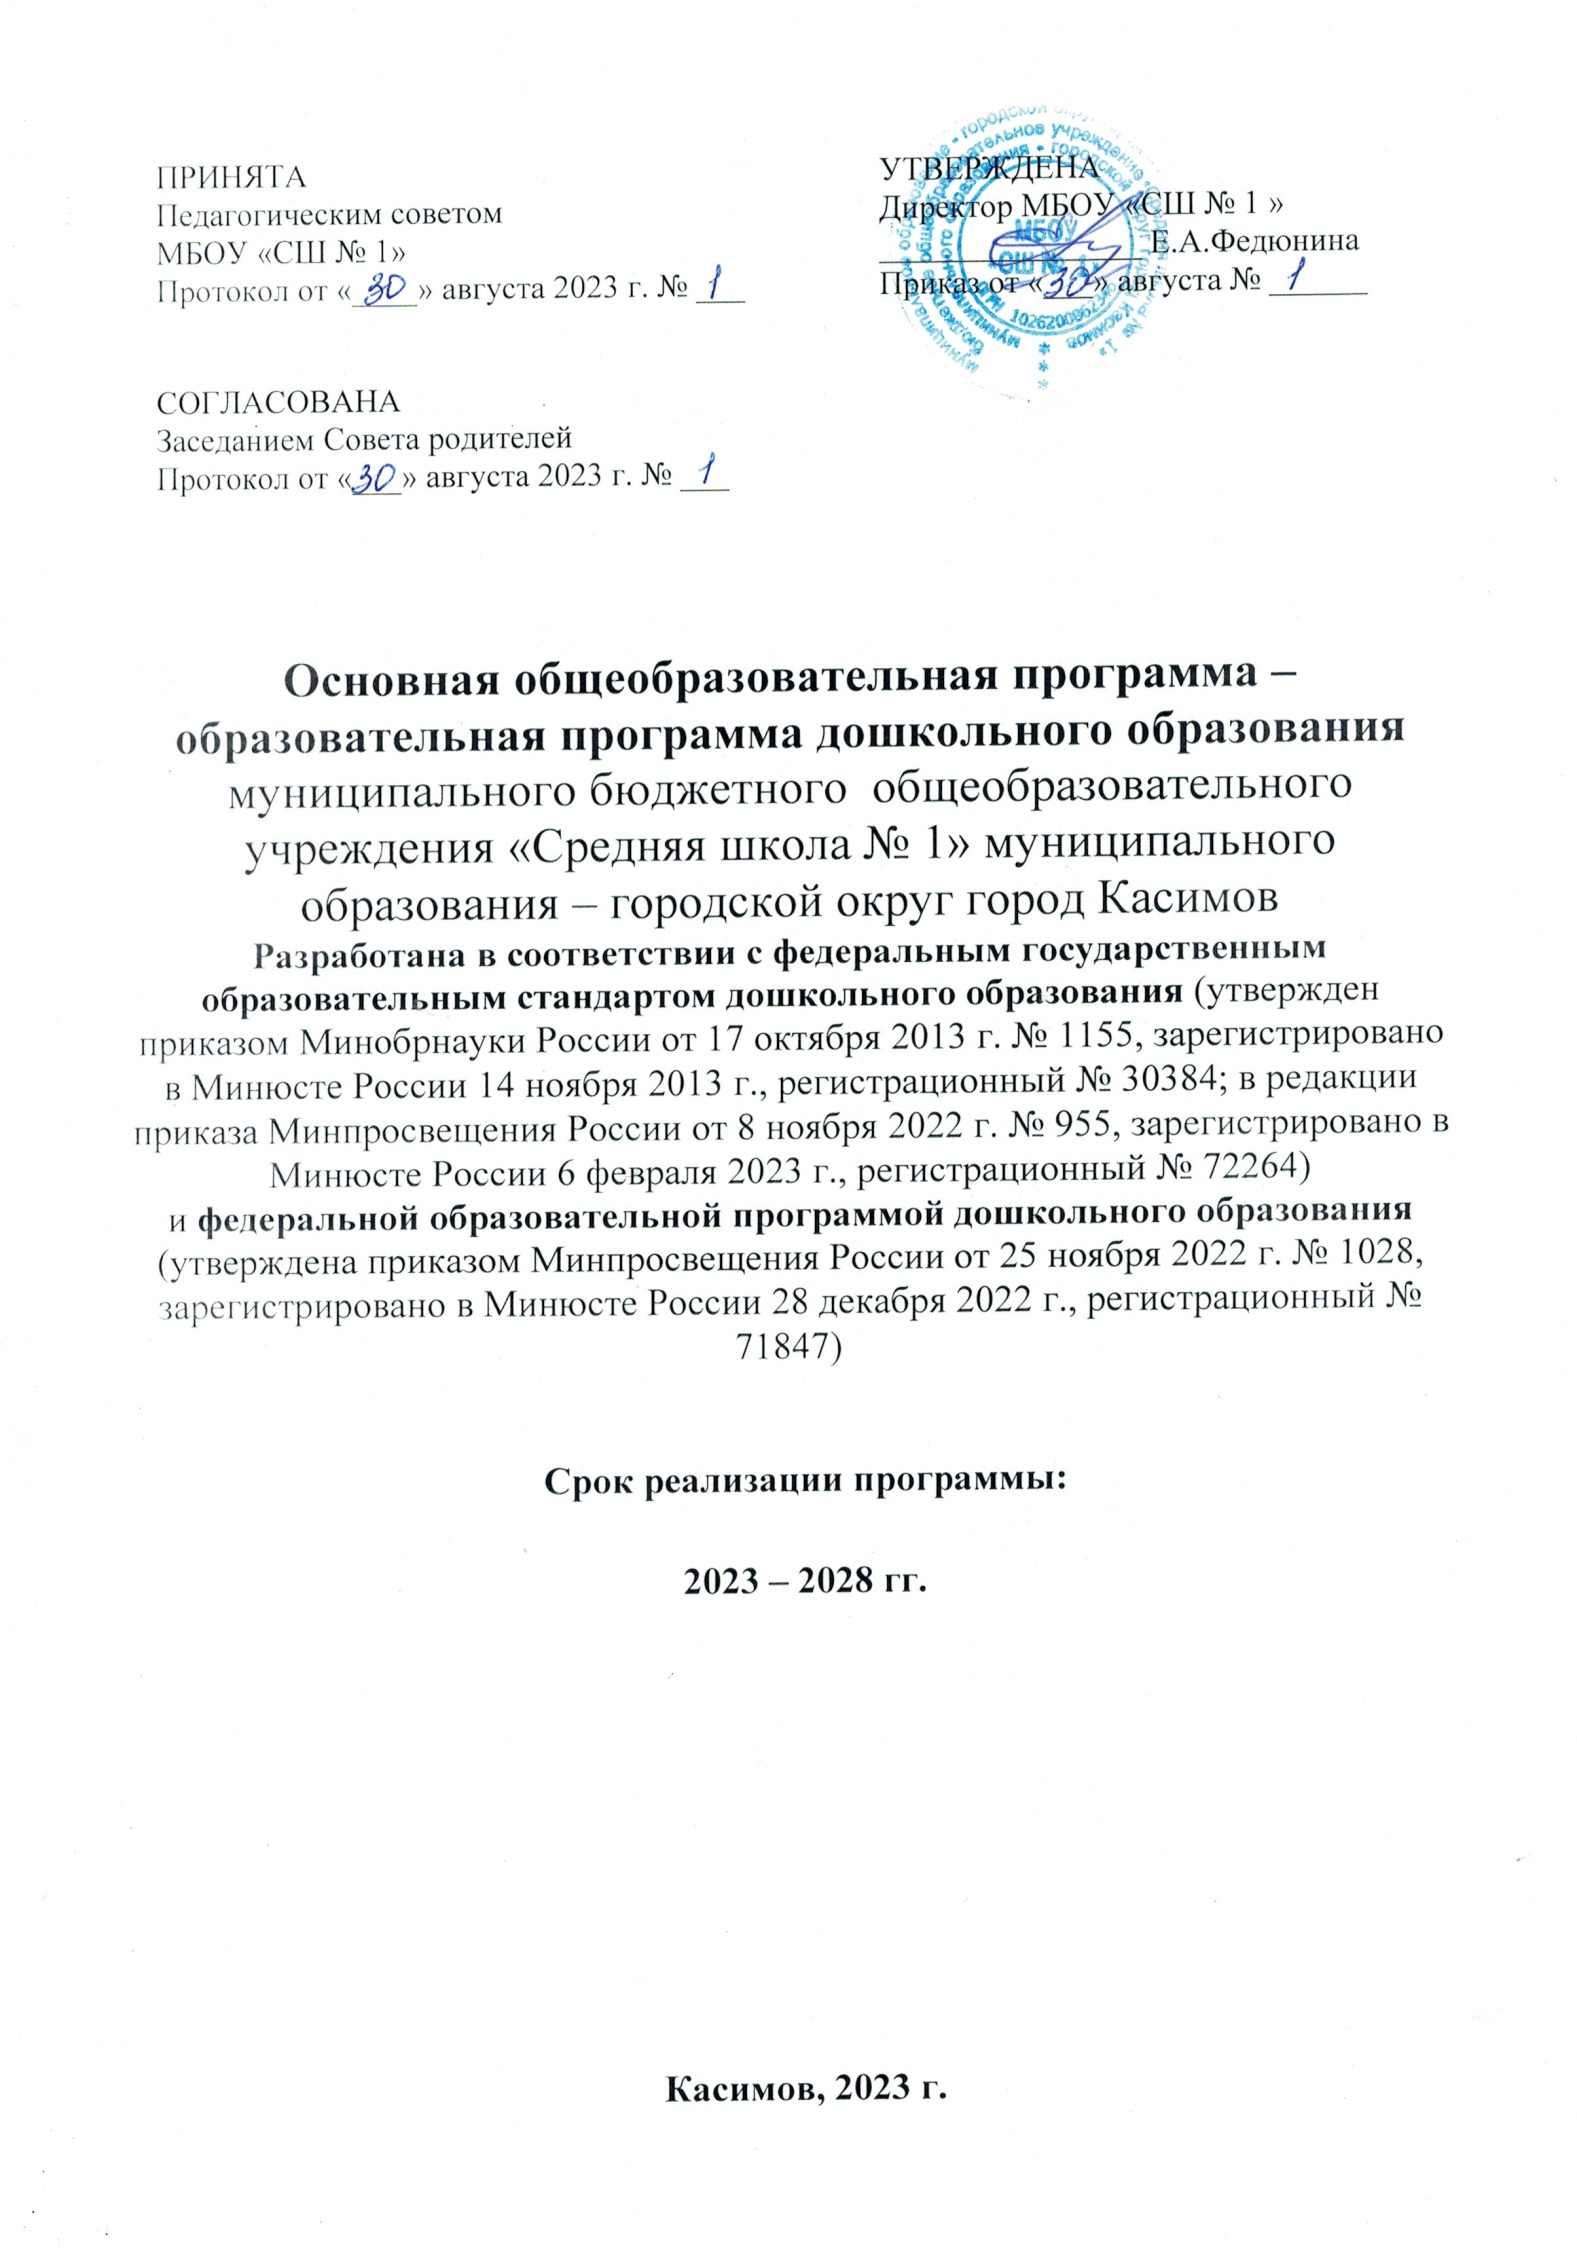 ПРИНЯТА
Педагогическим советом
МБОУ «СШ № 1»
Протокол от «30» августа 2023 г. № 1
УТВЕРЖДЕНА
Директор МБОУ «СШ № 1 »
Е.А.Федюнина
Приказ от «30» августа № 1
МБОУ
«СШ № 1»
СОГЛАСОВАНА
Заседанием Совета родителей
Протокол от «30» августа 2023 г. № 1
Основная общеобразовательная программа –
образовательная программа дошкольного образования
муниципального бюджетного общеобразовательного
учреждения «Средняя школа № 1» муниципального
образования – городской округ город Касимов
Разработана в соответствии с федеральным государственным
образовательным стандартом дошкольного образования (утвержден
приказом Минобрнауки России от 17 октября 2013 г. № 1155, зарегистрировано
в Минюсте России 14 ноября 2013 г., регистрационный № 30384; в редакции
приказа Минпросвещения России от 8 ноября 2022 г. № 955, зарегистрировано в
Минюсте России 6 февраля 2023 г., регистрационный № 72264)
и федеральной образовательной программой дошкольного образования
(утверждена приказом Минпросвещения России от 25 ноября 2022 г. № 1028,
зарегистрировано в Минюсте России 28 декабря 2022 г., регистрационный №
71847)
Срок реализации программы:
2023 – 2028 гг.
Касимов, 2023 г.